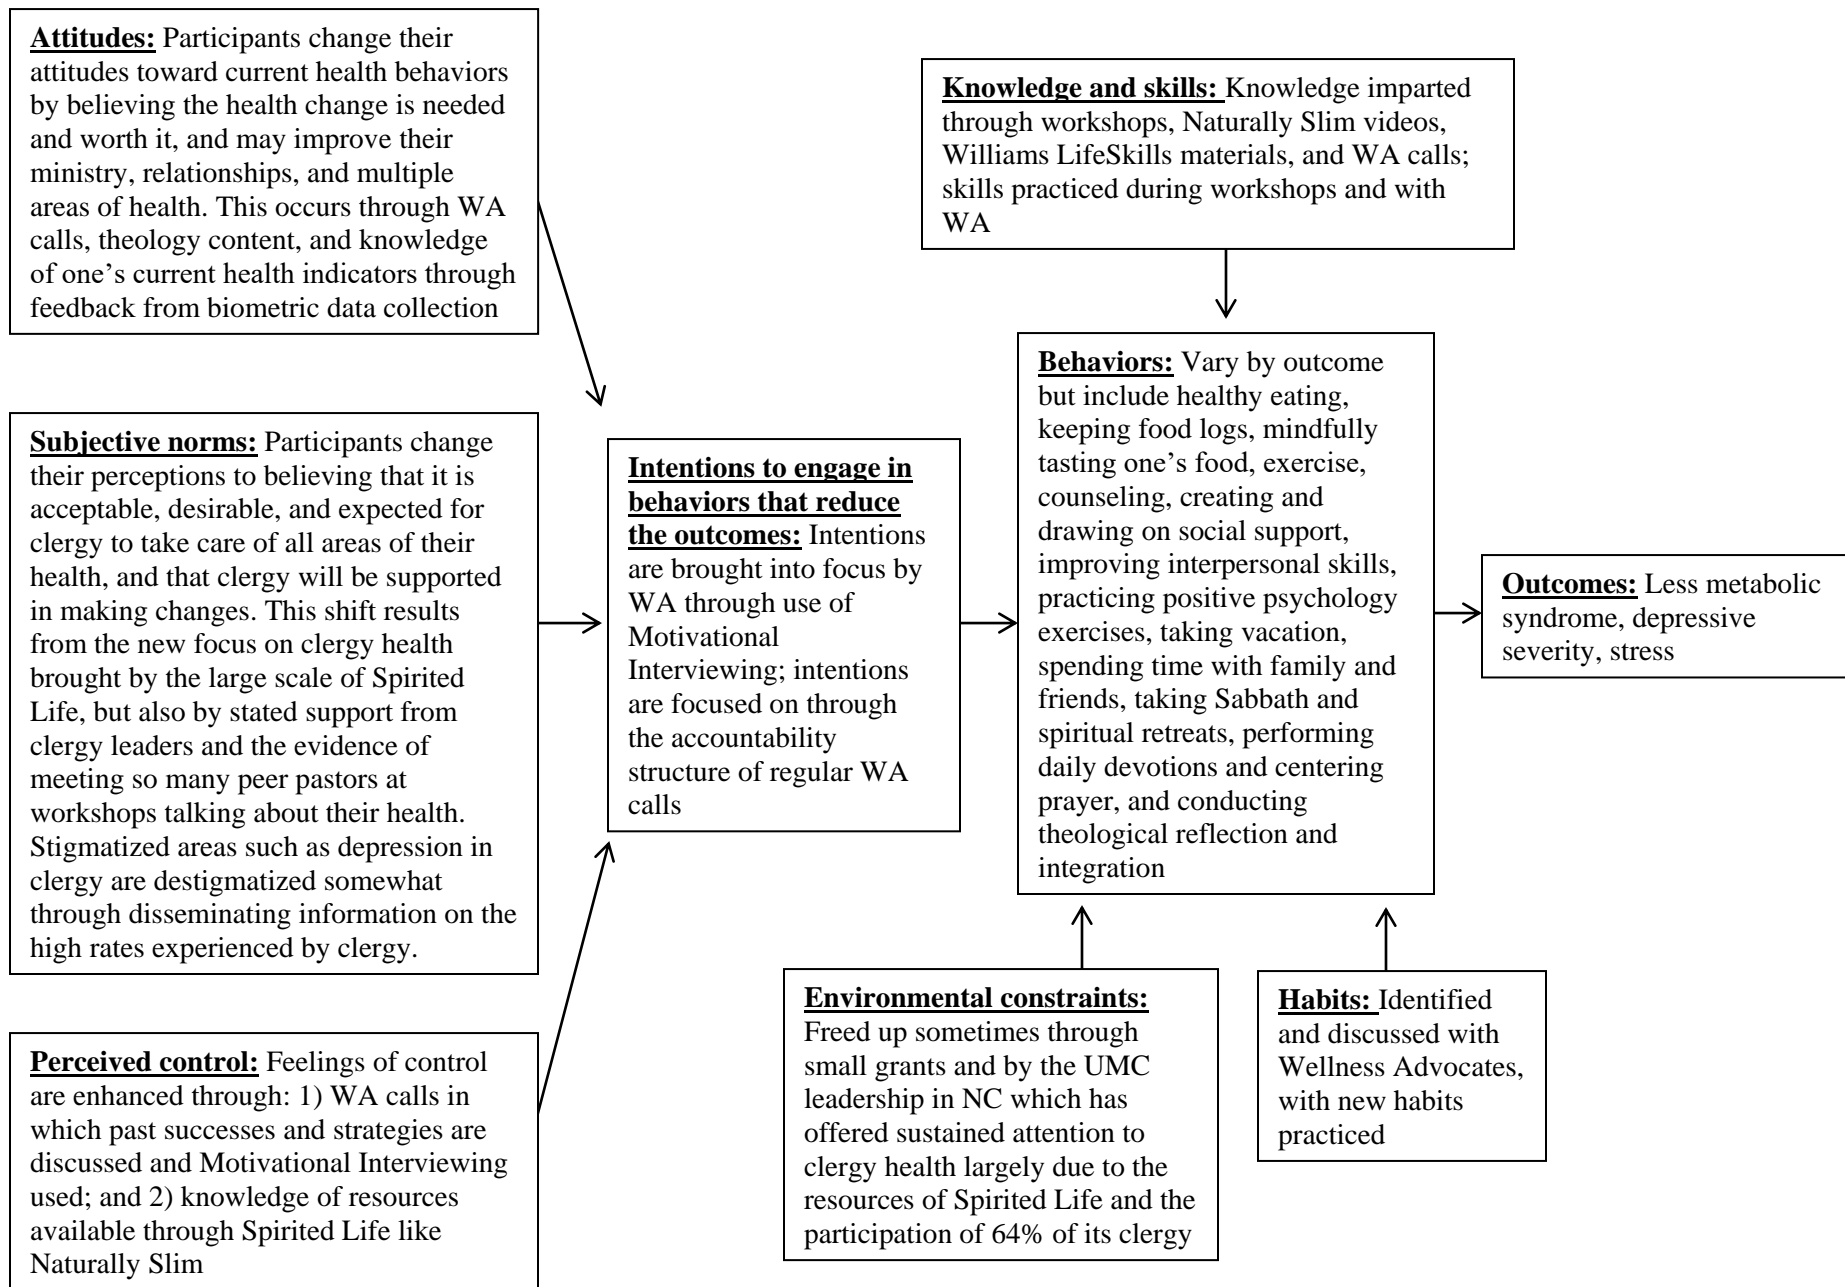 Attitudes: Participants change their
attitudes toward current health behaviors
by believing the health change is needed
and worth it, and may improve their
ministry, relationships, and multiple
areas of health. This occurs through WA
calls, theology content, and knowledge
of one’s current health indicators through
feedback from biometric data collection
Subjective norms: Participants change
their perceptions to believing that it is
acceptable, desirable, and expected for
clergy to take care of all areas of their
health, and that clergy will be supported
in making changes. This shift results
from the new focus on clergy health
brought by the large scale of Spirited
Life, but also by stated support from
clergy leaders and the evidence of
meeting so many peer pastors at
workshops talking about their health.
Stigmatized areas such as depression in
clergy are destigmatized somewhat
through disseminating information on the
high rates experienced by clergy.
Perceived control: Feelings of control
are enhanced through: 1) WA calls in
which past successes and strategies are
discussed and Motivational Interviewing
used; and 2) knowledge of resources
available through Spirited Life like
Naturally Slim
Intentions to engage in
behaviors that reduce
the outcomes: Intentions
are brought into focus by
WA through use of
Motivational
Interviewing; intentions
are focused on through
the accountability
structure of regular WA
calls
Knowledge and skills: Knowledge imparted
through workshops, Naturally Slim videos,
Williams LifeSkills materials, and WA calls;
skills practiced during workshops and with
WA
Behaviors: Vary by outcome
but include healthy eating,
keeping food logs, mindfully
tasting one’s food, exercise,
counseling, creating and
drawing on social support,
improving interpersonal skills,
practicing positive psychology
exercises, taking vacation,
spending time with family and
friends, taking Sabbath and
spiritual retreats, performing
daily devotions and centering
prayer, and conducting
theological reflection and
integration
Environmental constraints:
Freed up sometimes through
small grants and by the UMC
leadership in NC which has
offered sustained attention to
clergy health largely due to the
resources of Spirited Life and the
participation of 64% of its clergy
Habits: Identified
and discussed with
Wellness Advocates,
with new habits
practiced
Outcomes: Less metabolic
syndrome, depressive
severity, stress